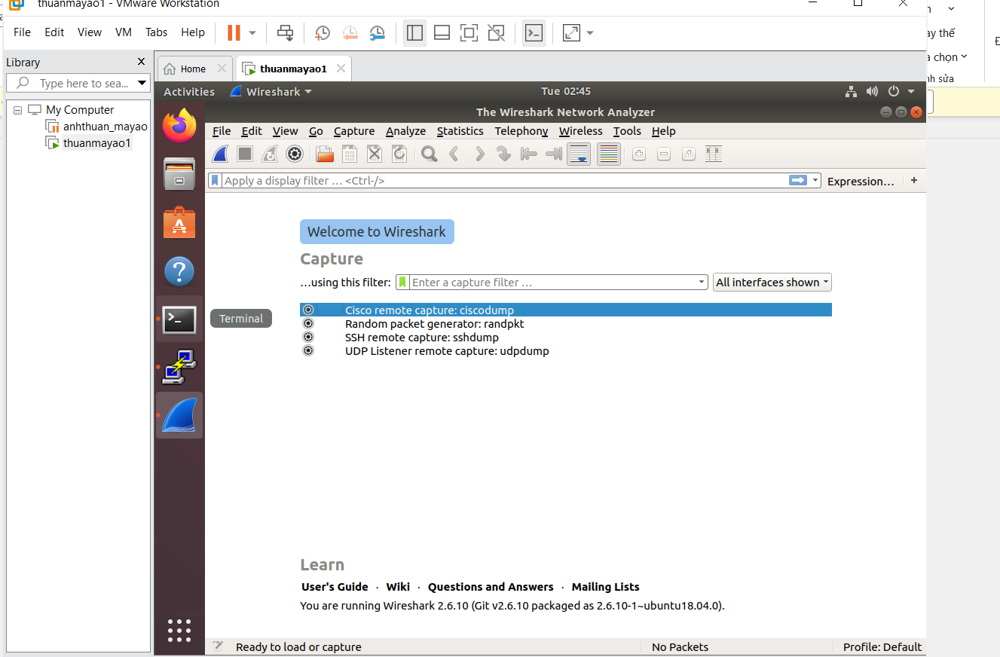 thuanmayao1 - VMware Workstation
File Edit View VM Tabs Help
ay thế
chọn
nh sửa
Library
Type here to sea...
My Computer
anhthuan_mayao
thuanmayao1
Home
thuanmayao1
Activities Wireshark Tue 02:45
The Wireshark Network Analyzer
File Edit View Go Capture Analyze Statistics Telephony Wireless Tools Help
Apply a display filter … <Ctrl-/> Expression… +
Welcome to Wireshark
Capture
…using this filter: Enter a capture filter … All interfaces shown
Cisco remote capture: ciscodump
Random packet generator: randpkt
SSH remote capture: sshdump
UDP Listener remote capture: udpdump
Terminal
Learn
User's Guide · Wiki · Questions and Answers · Mailing Lists
You are running Wireshark 2.6.10 (Git v2.6.10 packaged as 2.6.10-1~ubuntu18.04.0).
Ready to load or capture No Packets Profile: Default